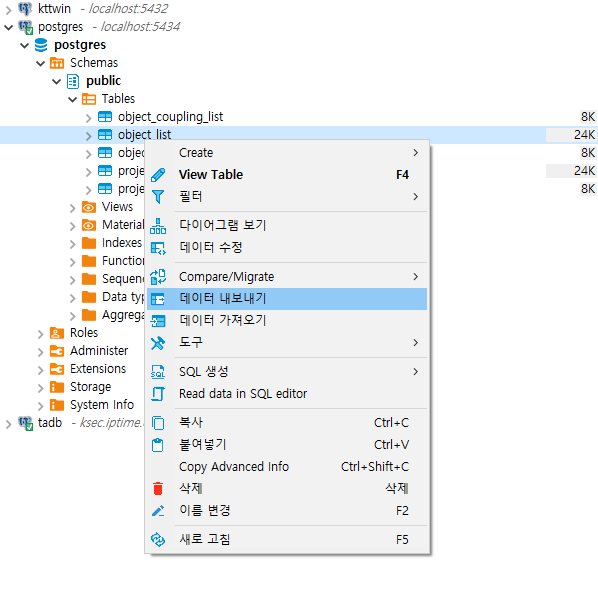 kttwin - localhost:5432
postgres - localhost:5434
postgres
Schemas
public
Tables
object_coupling_list 8K
object_list 24K
objec 8K
proje 24K
proje 8K
Views
Material
Indexes
Function
Sequenc
Data typ
Aggrega
Roles
Administer
Extensions
Storage
System Info
tadb - ksec.iptime.
Create
View Table F4
필터
다이어그램 보기
데이터 수정
Compare/Migrate
데이터 내보내기
데이터 가져오기
도구
SQL 생성
Read data in SQL editor
복사 Ctrl+C
붙여넣기 Ctrl+V
Copy Advanced Info Ctrl+Shift+C
삭제 삭제
이름 변경 F2
새로 고침 F5